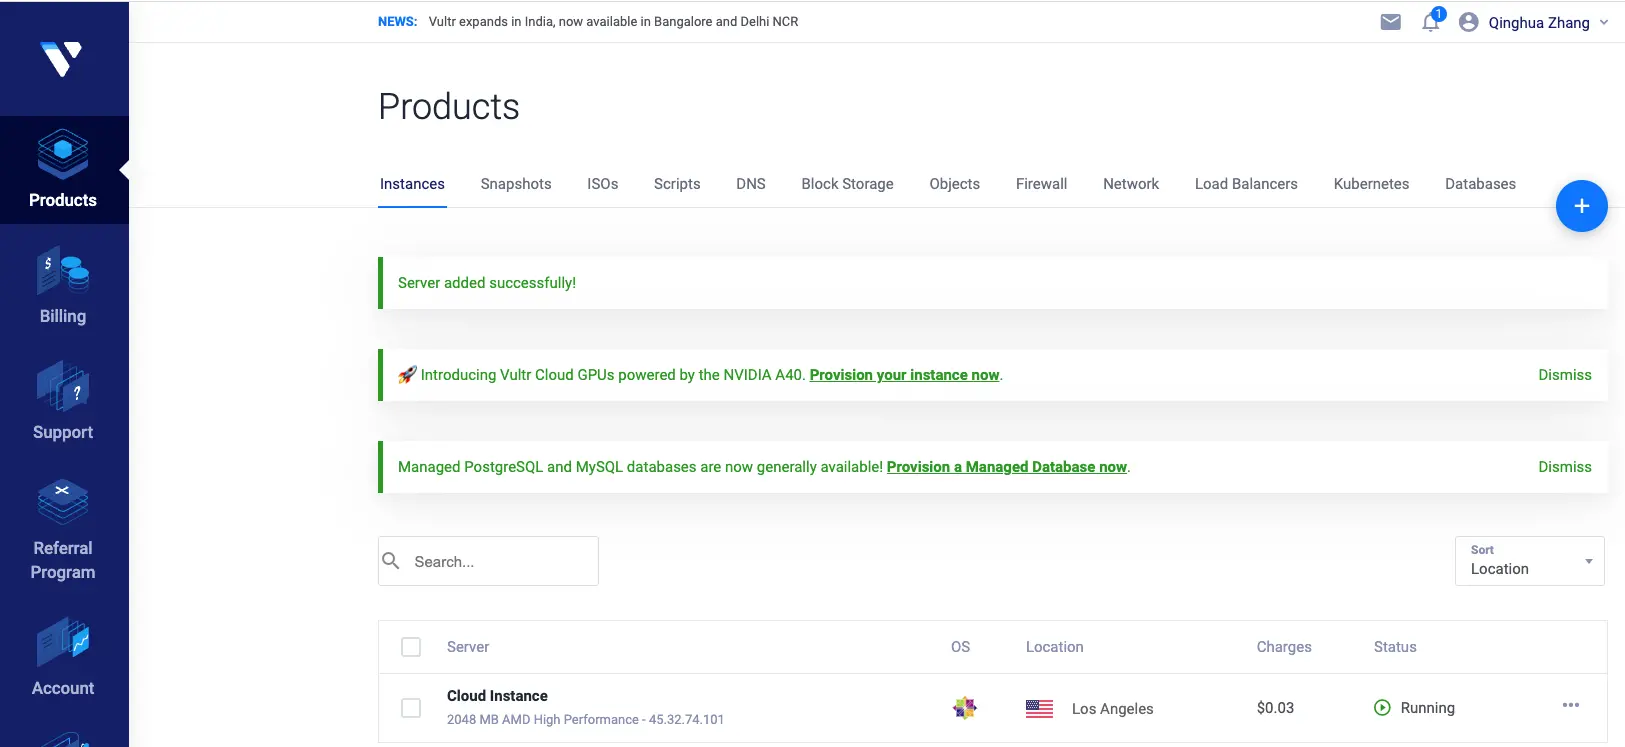 NEWS: Vultr expands in India, now available in Bangalore and Delhi NCR
1
Qinghua Zhang
Products
Billing
Support
Referral
Program
Account
Products
Instances Snapshots ISOs Scripts DNS Block Storage Objects Firewall Network Load Balancers Kubernetes Databases
+
Server added successfully!
🚀 Introducing Vultr Cloud GPUs powered by the NVIDIA A40. Provision your instance now. Dismiss
Managed PostgreSQL and MySQL databases are now generally available! Provision a Managed Database now. Dismiss
Search...
Sort
Location
Server OS Location Charges Status
Cloud Instance
2048 MB AMD High Performance - 45.32.74.101
Los Angeles $0.03 Running